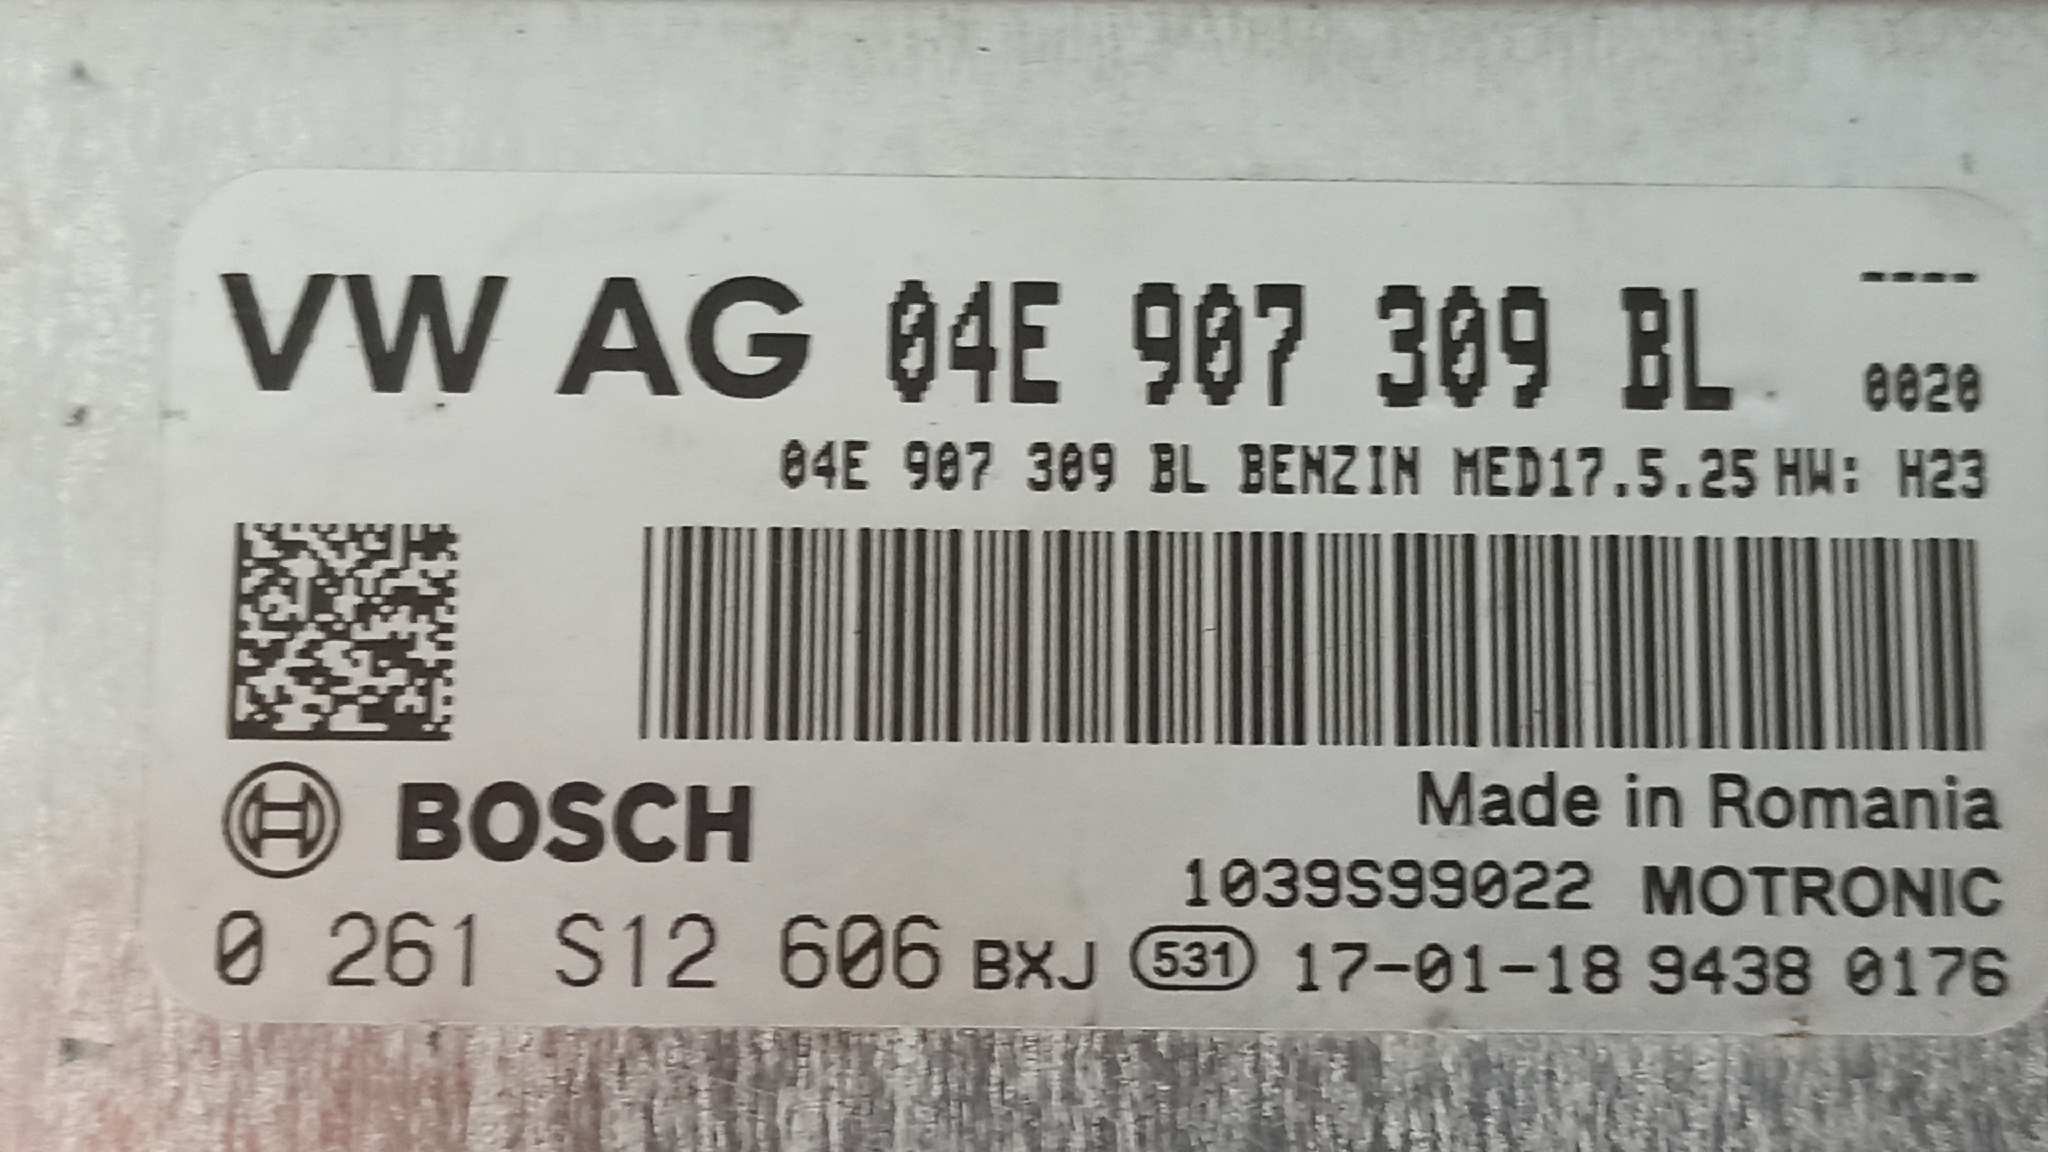 VW AG 04E 907 309 BL ----
0020
04E 907 309 BL BENZIN MED17.5.25 HW: H23
BOSCH
Made in Romania
1039S99022 MOTRONIC
0 261 S12 606 BXJ 531 17-01-18 9438 0176